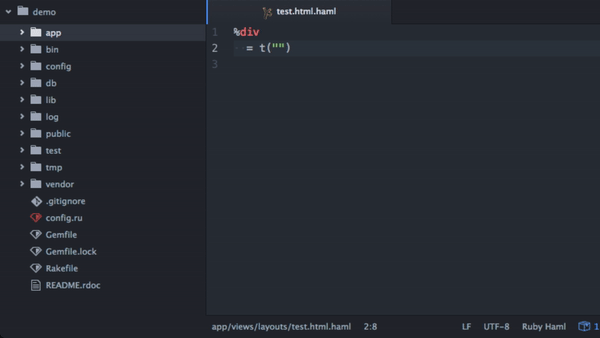 demo
app
bin
config
db
lib
log
public
test
tmp
vendor
.gitignore
config.ru
Gemfile
Gemfile.lock
Rakefile
README.rdoc
test.html.haml
1 %div
2 = t("")
3
app/views/layouts/test.html.haml 2:8 LF UTF-8 Ruby Haml 1